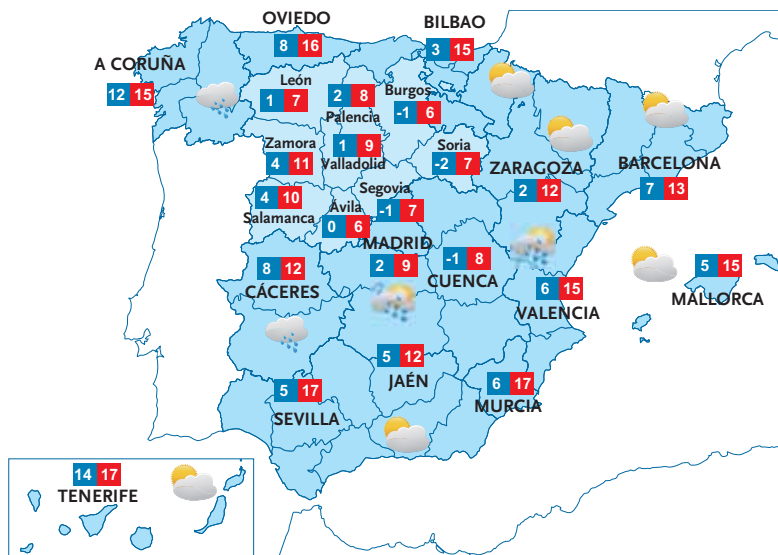 OVIEDO
8 16
BILBAO
3 15
A CORUÑA
12 15
León
1 7
2 8
Palencia
Burgos
-1 6
Zamora
4 11
1 9
Valladolid
Soria
-2 7
ZARAGOZA
2 12
BARCELONA
7 13
4 10
Salamanca
Ávila
0 6
Segovia
-1 7
MADRID
2 9
-1 8
CUENCA
8 12
CÁCERES
6 15
VALENCIA
5 15
MALLORCA
5 12
JAÉN
6 17
MURCIA
5 17
SEVILLA
14 17
TENERIFE